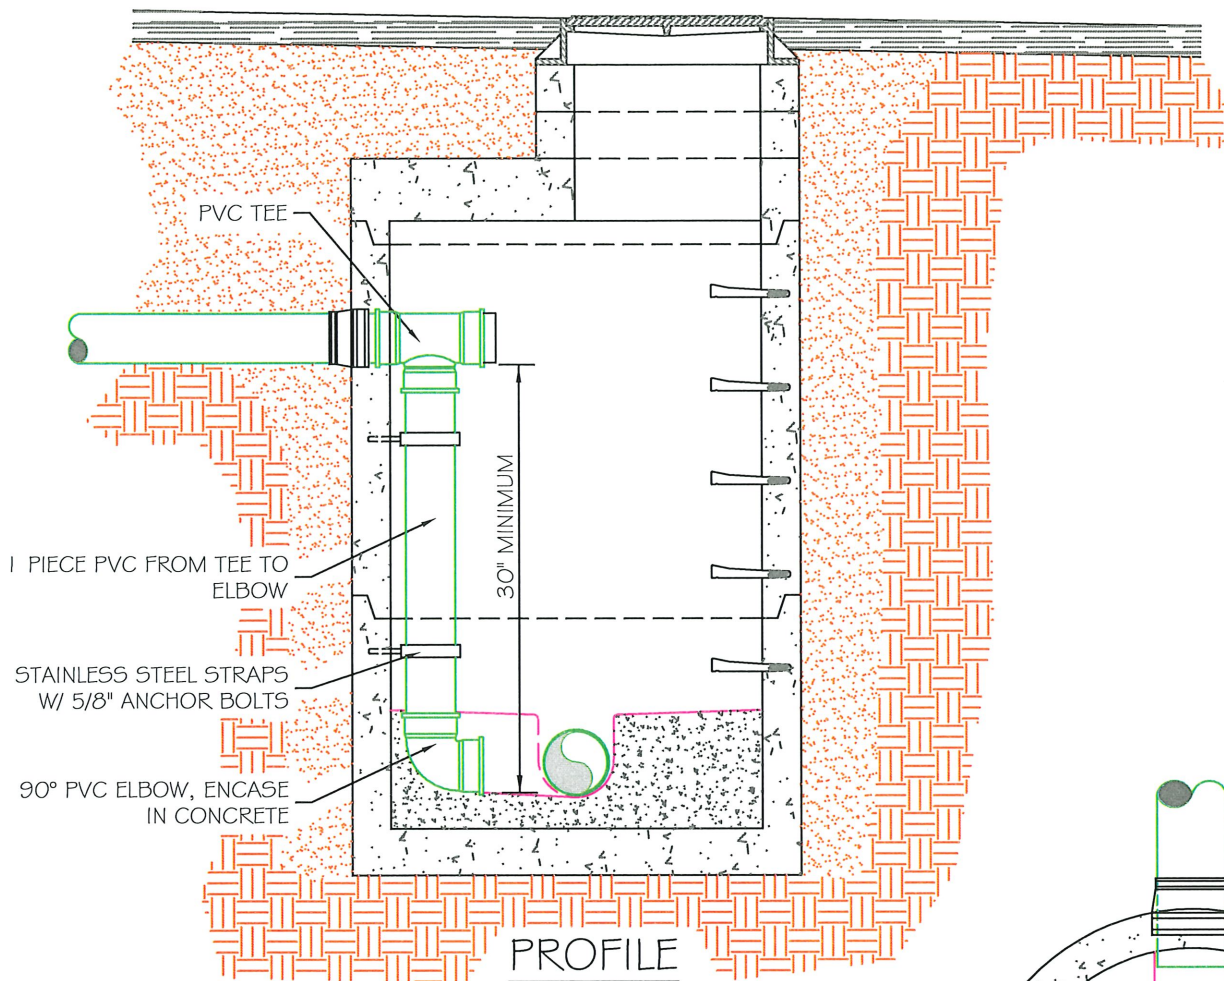 PVC TEE
30" MINIMUM
1 PIECE PVC FROM TEE TO
ELBOW
STAINLESS STEEL STRAPS
W/ 5/8" ANCHOR BOLTS
90° PVC ELBOW, ENCASE
IN CONCRETE
PROFILE